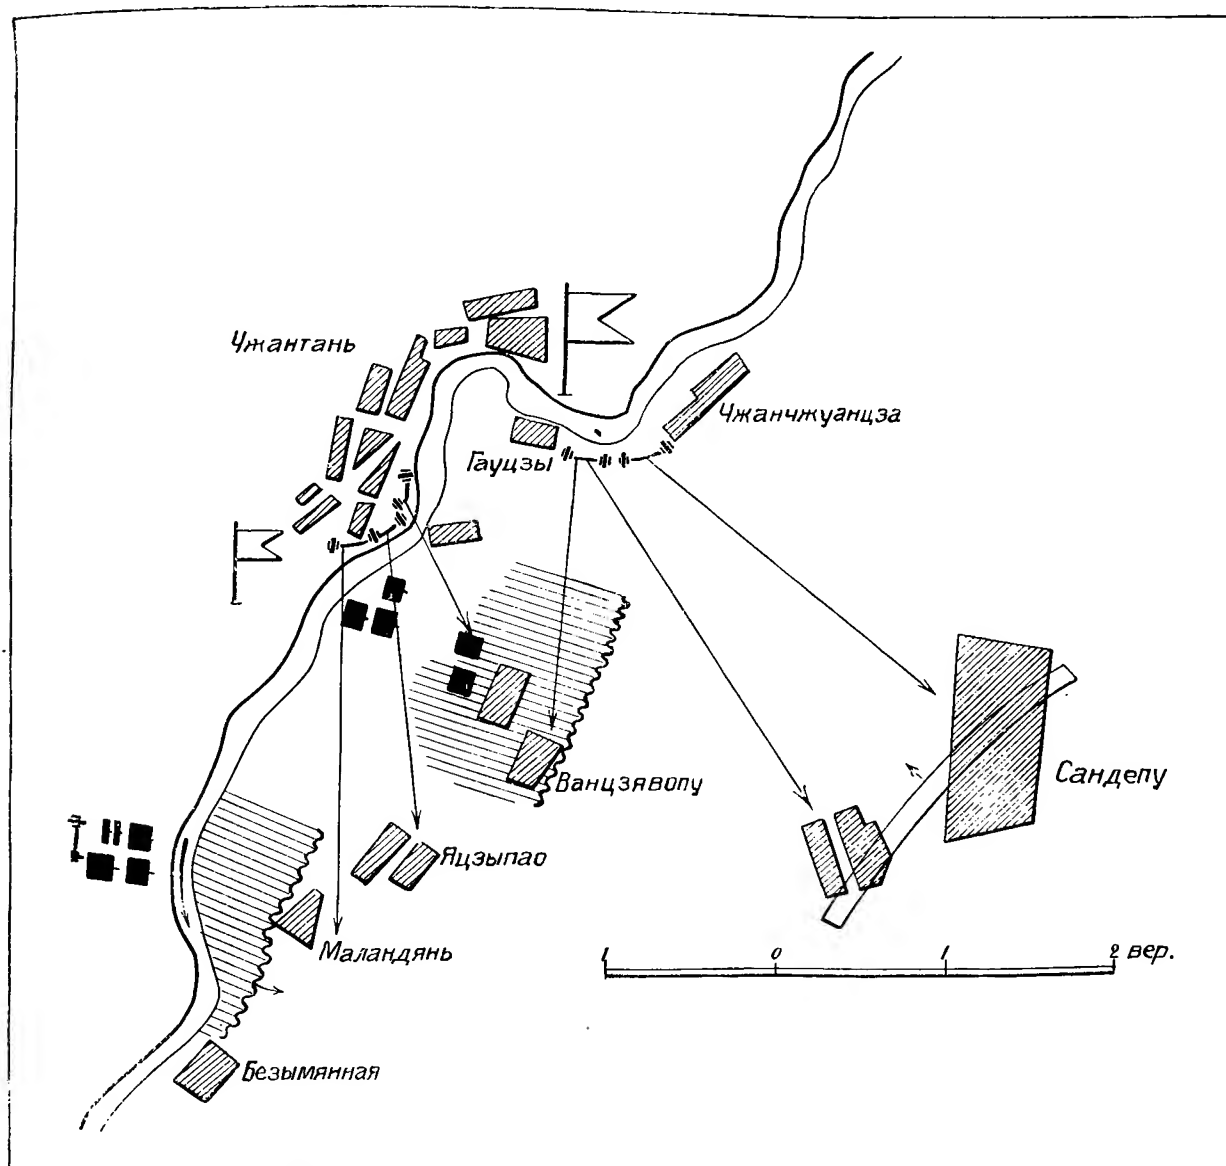 Чжантань
Чжанчжуанцза
Гауцзы
Ванцзявопу
Сандепу
Яцзыпао
Маландянь
1 0 1 2 вер.
Безымянная